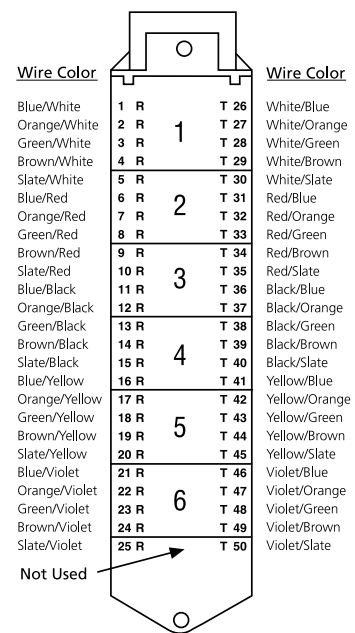 Wire Color Wire Color
Blue/White 1 R T 26 White/Blue
Orange/White 2 R T 27 White/Orange
1
Green/White 3 R T 28 White/Green
Brown/White 4 R T 29 White/Brown
Slate/White 5 R T 30 White/Slate
Blue/Red 6 R T 31 Red/Blue
2
Orange/Red 7 R T 32 Red/Orange
Green/Red 8 R T 33 Red/Green
Brown/Red 9 R T 34 Red/Brown
Slate/Red 10 R T 35 Red/Slate
3
Blue/Black 11 R T 36 Black/Blue
Orange/Black 12 R T 37 Black/Orange
Green/Black 13 R T 38 Black/Green
Brown/Black 14 R T 39 Black/Brown
4
Slate/Black 15 R T 40 Black/Slate
Blue/Yellow 16 R T 41 Yellow/Blue
Orange/Yellow 17 R T 42 Yellow/Orange
Green/Yellow 18 R T 43 Yellow/Green
5
Brown/Yellow 19 R T 44 Yellow/Brown
Slate/Yellow 20 R T 45 Yellow/Slate
Blue/Violet 21 R T 46 Violet/Blue
Orange/Violet 22 R T 47 Violet/Orange
6
Green/Violet 23 R T 48 Violet/Green
Brown/Violet 24 R T 49 Violet/Brown
Slate/Violet 25 R T 50 Violet/Slate
Not Used